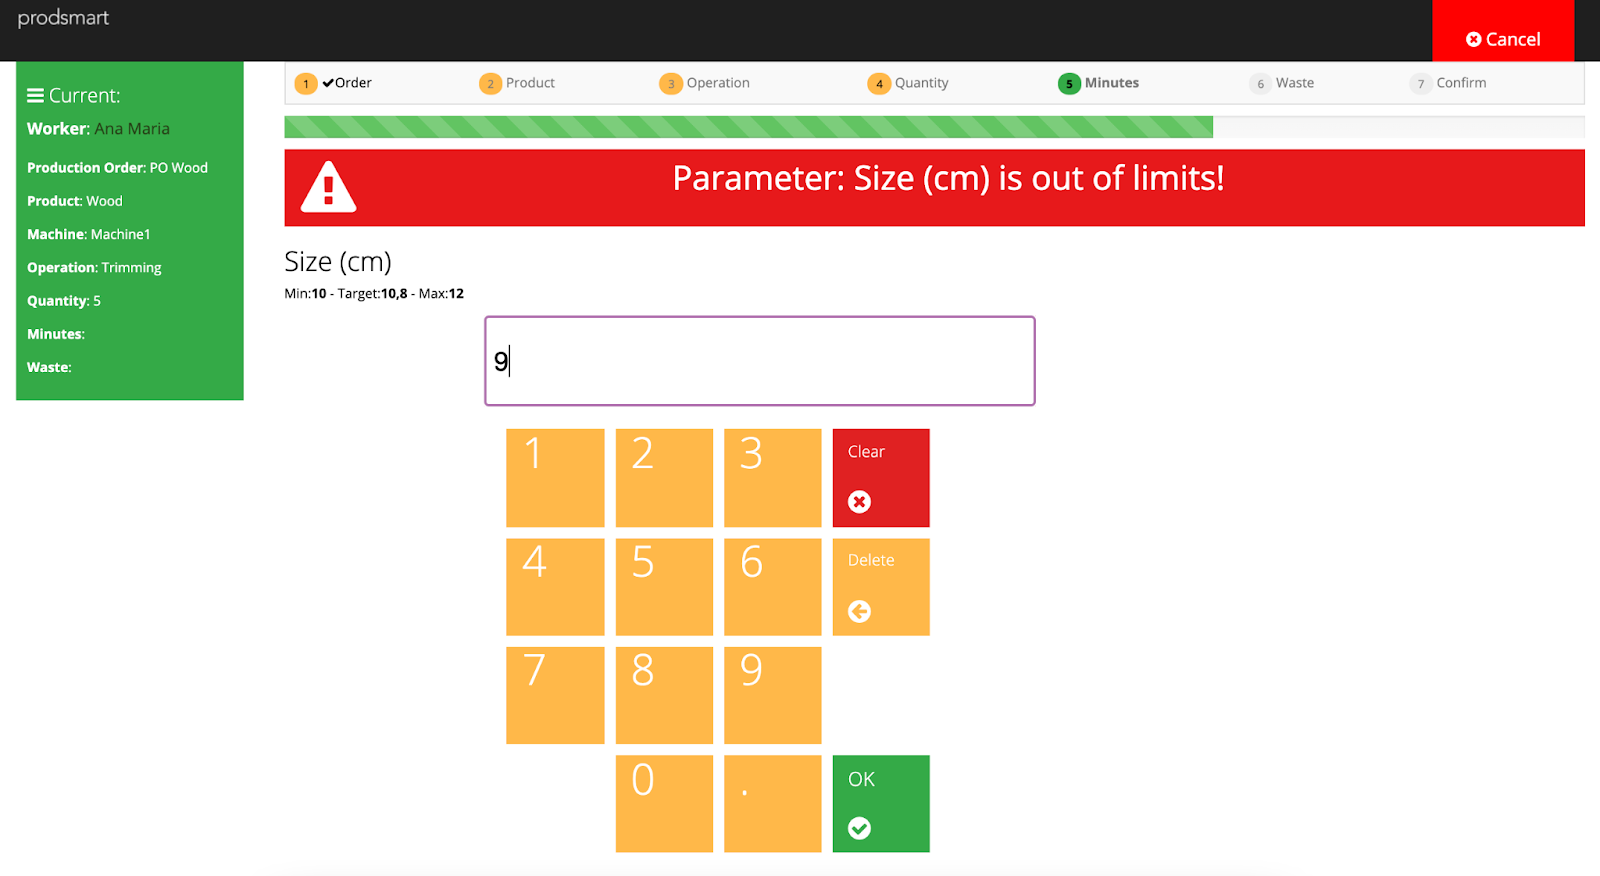 prodsmart
Cancel
Current:
Worker: Ana Maria
Production Order: PO Wood
Product: Wood
Machine: Machine1
Operation: Trimming
Quantity: 5
Minutes:
Waste:
1 Order 2 Product 3 Operation 4 Quantity 5 Minutes 6 Waste 7 Confirm
Parameter: Size (cm) is out of limits!
Size (cm)
Min:10 - Target:10,8 - Max:12
9
1 2 3 Clear
4 5 6 Delete
7 8 9
0 . OK